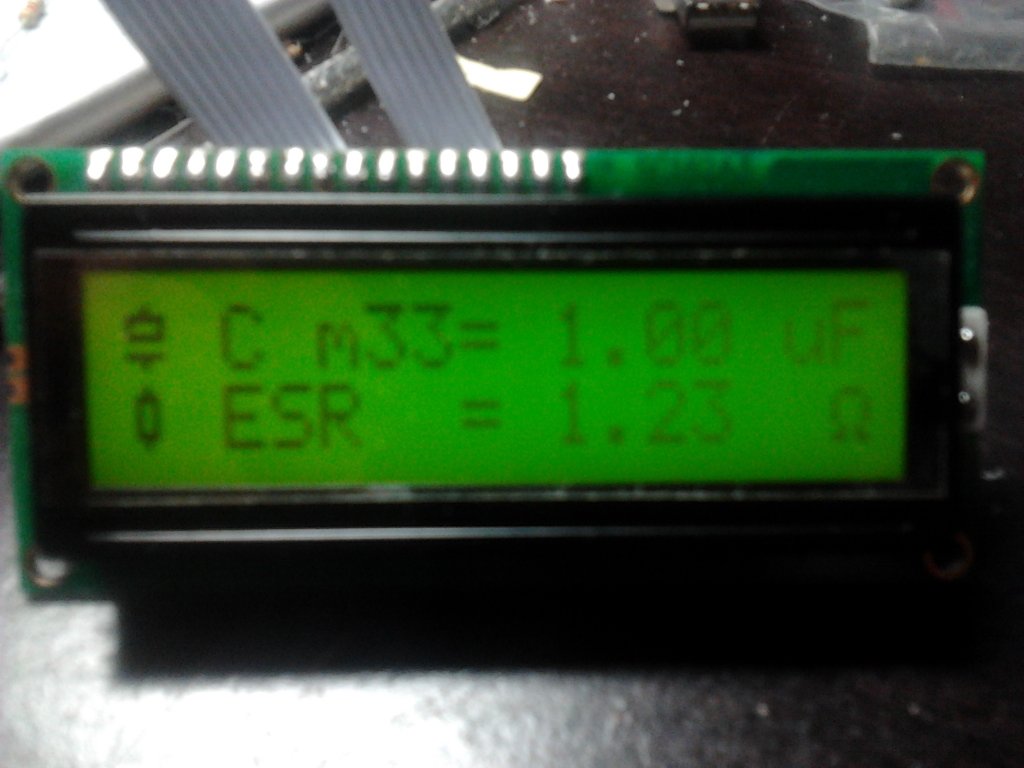 C m33= 1.00 uF
ESR = 1.23 Ω